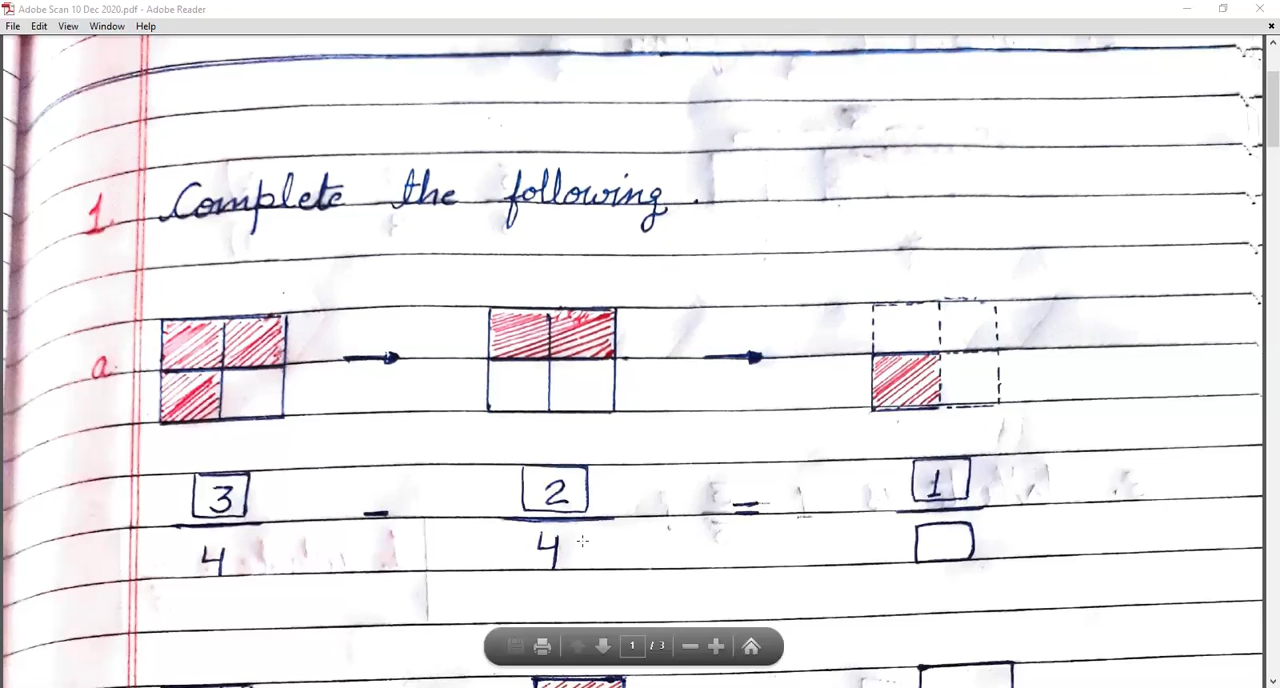 Adobe Scan 10 Dec 2020.pdf - Adobe Reader
File Edit View Window Help
1. Complete the following.
a.
3 - 2 = 1
4 4
1 / 3